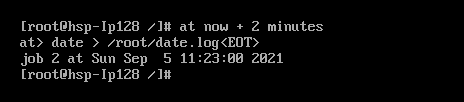 [root@hsp-Ip128 /]# at now + 2 minutes
at> date > /root/date.log<EOT>
job 2 at Sun Sep  5 11:23:00 2021
[root@hsp-Ip128 /]#